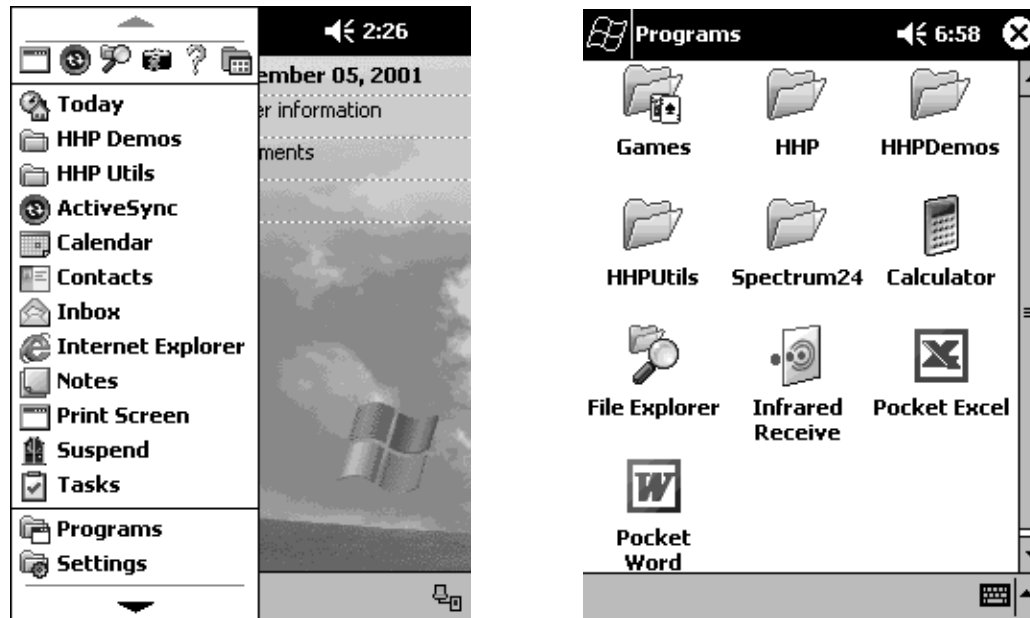 2:26
ember 05, 2001
er information
ments
Today
HHP Demos
HHP Utils
ActiveSync
Calendar
Contacts
Inbox
Internet Explorer
Notes
Print Screen
Suspend
Tasks
Programs
Settings
Programs
6:58
Games
HHP
HHPDemos
HHPUtils
Spectrum24
Calculator
File Explorer
Infrared
Receive
Pocket Excel
Pocket
Word